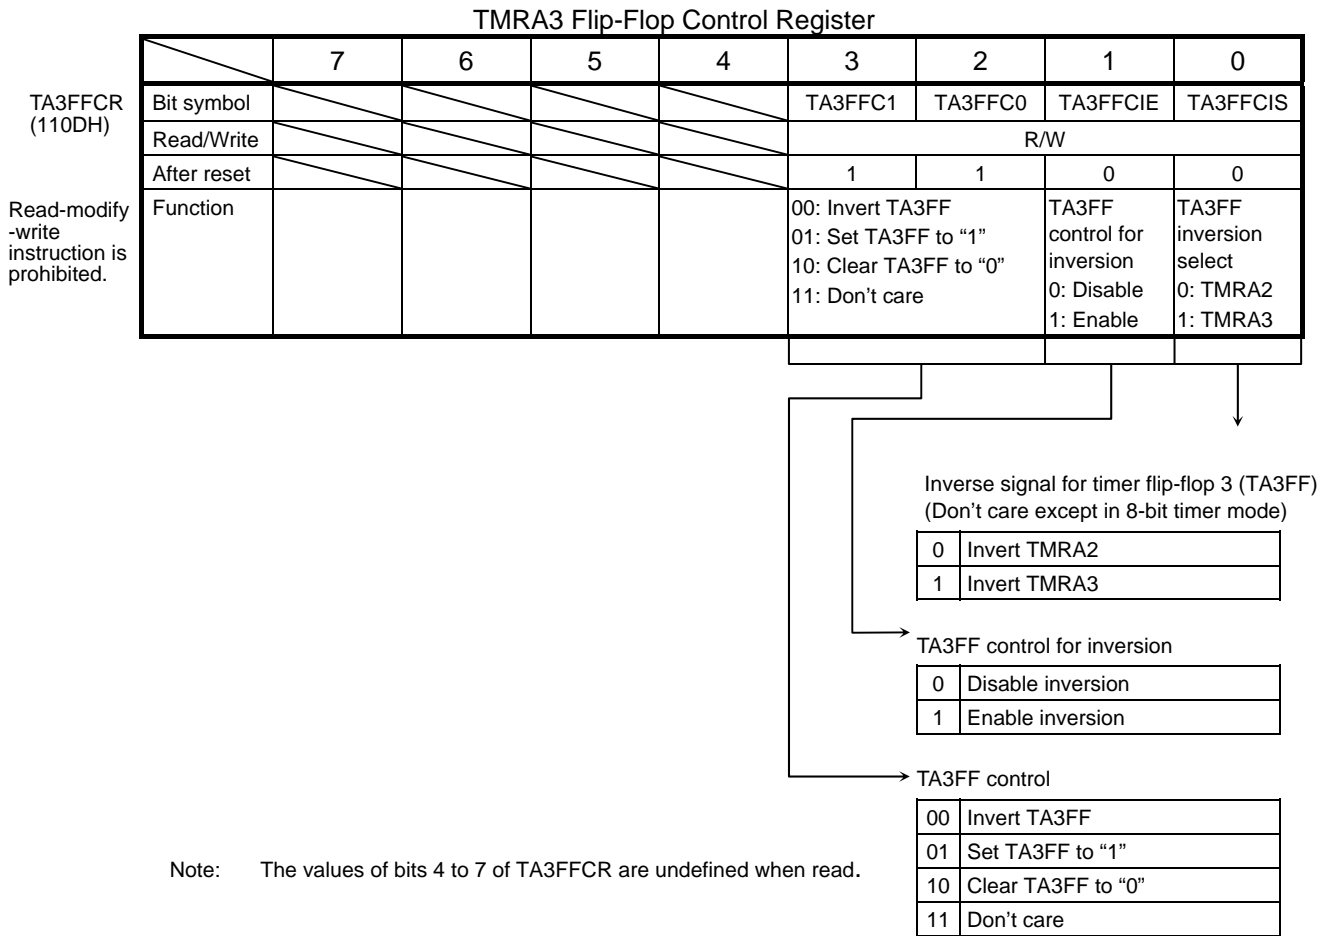 TMRA3 Flip-Flop Control Register
7 6 5 4 3 2 1 0
TA3FFCR
(110DH)
Bit symbol TA3FFC1 TA3FFC0 TA3FFCIE TA3FFCIS
Read/Write R/W
After reset 1 1 0 0
Read-modify
-write
instruction is
prohibited.
Function
00: Invert TA3FF
01: Set TA3FF to “1”
10: Clear TA3FF to “0”
11: Don’t care
TA3FF
control for
inversion
0: Disable
1: Enable
TA3FF
inversion
select
0: TMRA2
1: TMRA3
Inverse signal for timer flip-flop 3 (TA3FF)
(Don’t care except in 8-bit timer mode)
0 Invert TMRA2
1 Invert TMRA3
TA3FF control for inversion
0 Disable inversion
1 Enable inversion
TA3FF control
00 Invert TA3FF
01 Set TA3FF to “1”
10 Clear TA3FF to “0”
11 Don’t care
Note: The values of bits 4 to 7 of TA3FFCR are undefined when read.